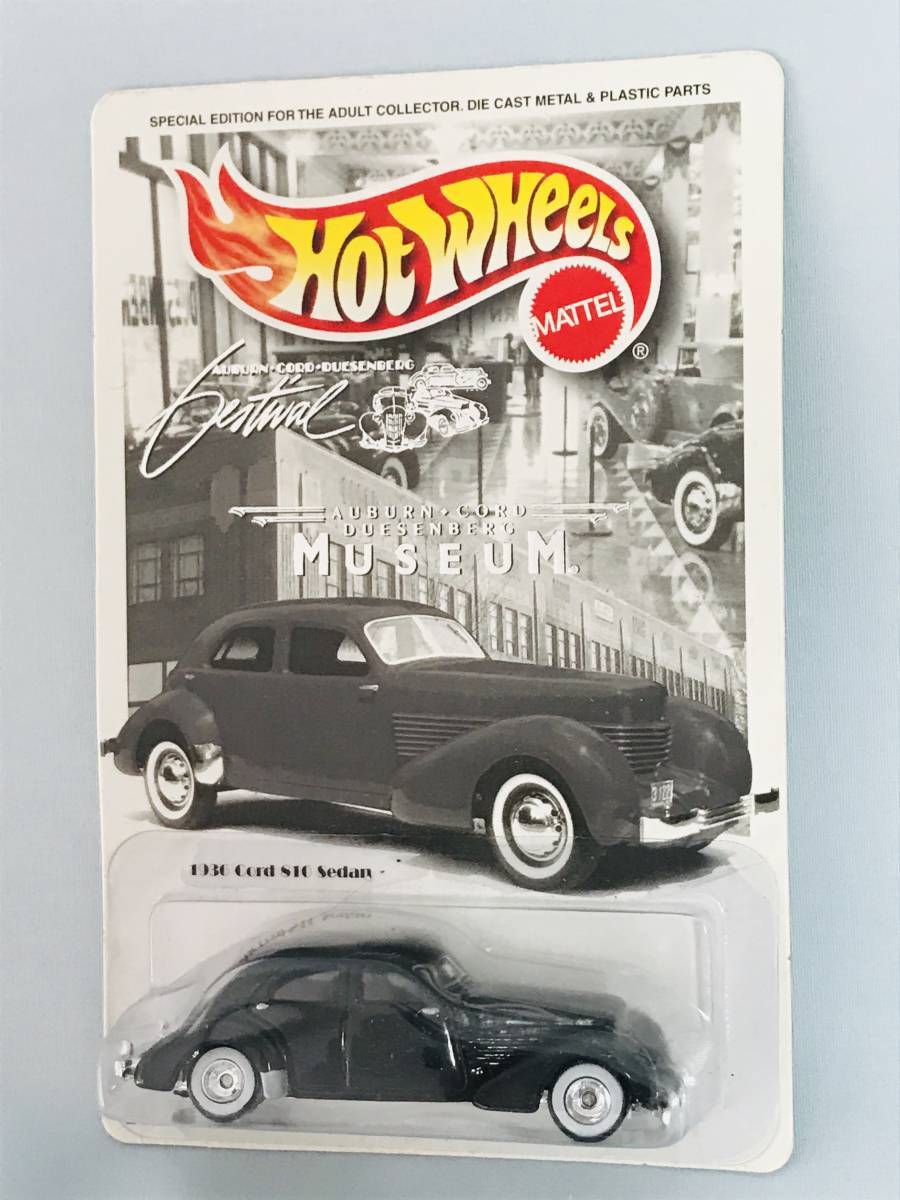 SPECIAL EDITION FOR THE ADULT COLLECTOR. DIE CAST METAL & PLASTIC PARTS
HOT WHEELS
MATTEL
®
AUBURN•CORD•DUESENBERG
Festival
AUBURN•CORD
DUESENBERG
MUSEUM
1936 Cord 810 Sedan